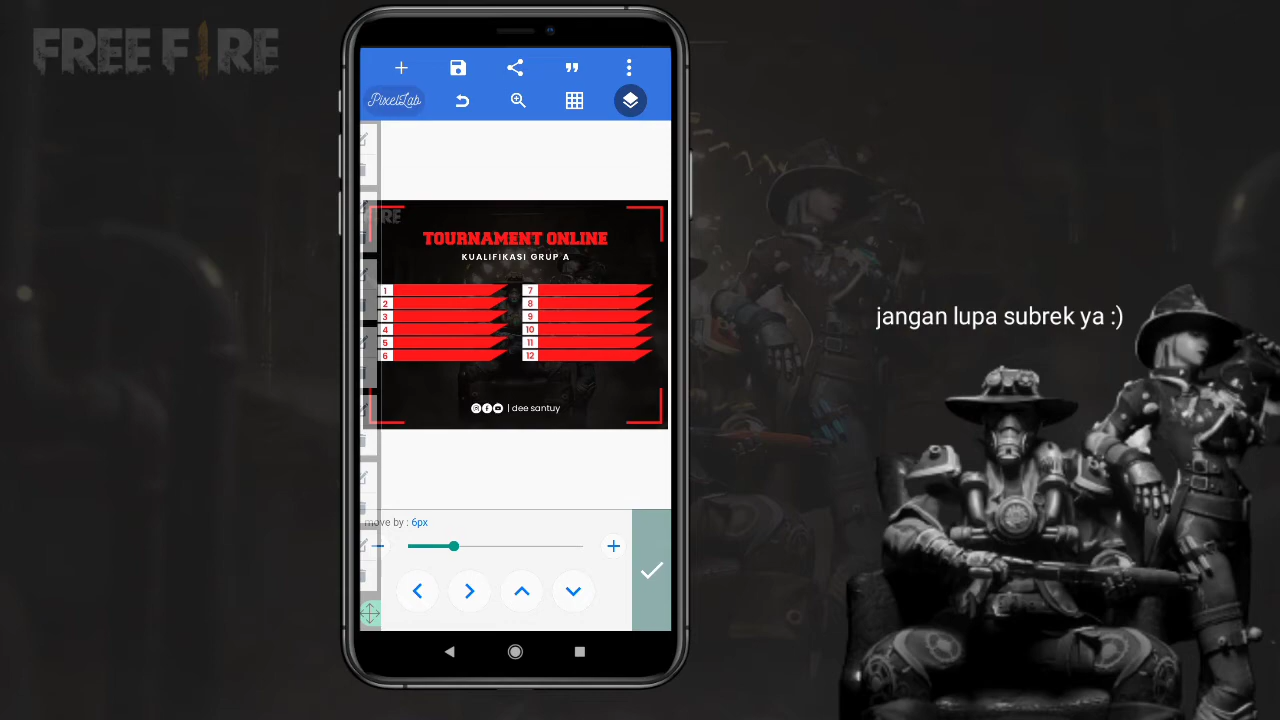 FREE FIRE
PixelLab
RE
TOURNAMENT ONLINE
KUALIFIKASI GRUP A
1
2
3
4
5
6
7
8
9
10
11
12
| dee santuy
move by : 6px
jangan lupa subrek ya :)